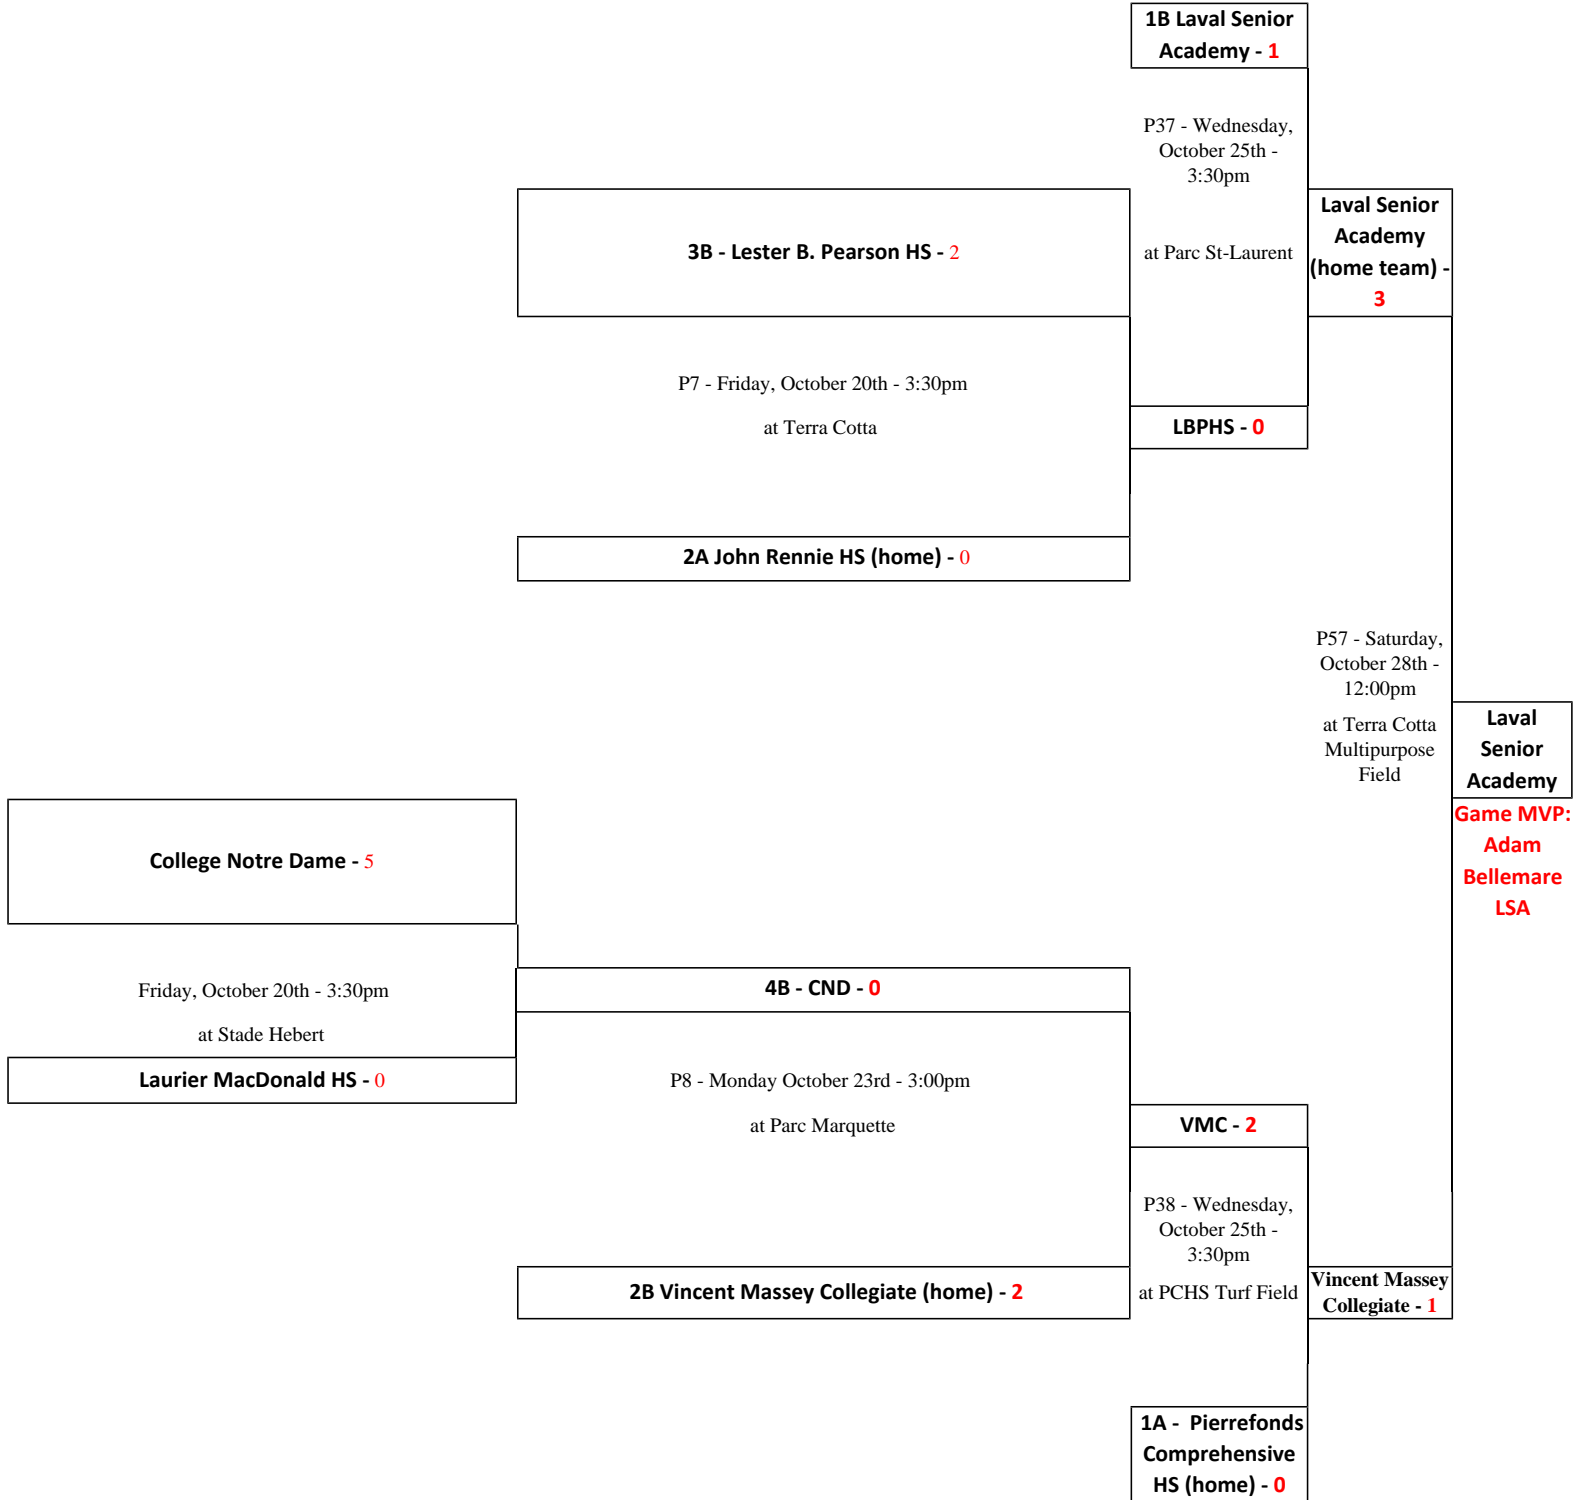 1B Laval Senior
Academy - 1
P37 - Wednesday,
October 25th -
3:30pm
at Parc St-Laurent
3B - Lester B. Pearson HS - 2
Laval Senior
Academy
(home team) -
3
P7 - Friday, October 20th - 3:30pm
at Terra Cotta
LBPHS - 0
2A John Rennie HS (home) - 0
P57 - Saturday,
October 28th -
12:00pm
at Terra Cotta
Multipurpose
Field
Laval
Senior
Academy
Game MVP:
Adam
Bellemare
LSA
College Notre Dame - 5
Friday, October 20th - 3:30pm
at Stade Hebert
Laurier MacDonald HS - 0
4B - CND - 0
P8 - Monday October 23rd - 3:00pm
at Parc Marquette
VMC - 2
P38 - Wednesday,
October 25th -
3:30pm
at PCHS Turf Field
2B Vincent Massey Collegiate (home) - 2
Vincent Massey
Collegiate - 1
1A - Pierrefonds
Comprehensive
HS (home) - 0